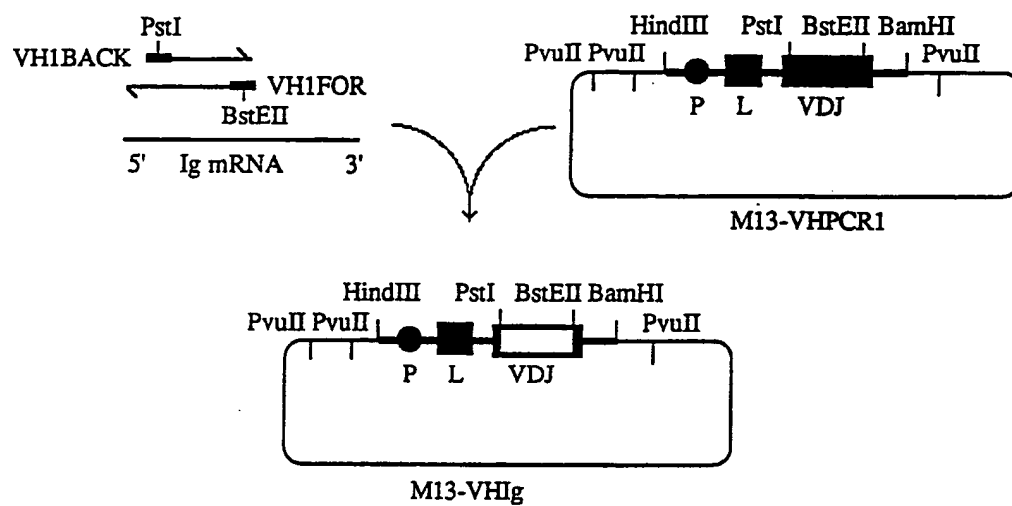 PstI
VH1BACK
VH1FOR
BstEII
5' Ig mRNA 3'
HindIII PstI BstEII BamHI
PvuII PvuII PvuII
P L VDJ
M13-VHPCR1
HindIII PstI BstEII BamHI
PvuII PvuII PvuII
P L VDJ
M13-VHIg